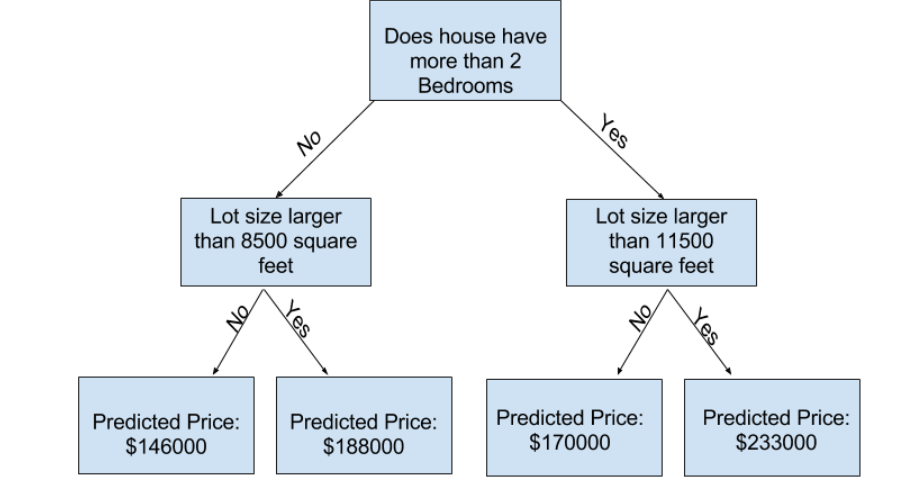 Does house have
more than 2
Bedrooms
No
Yes
Lot size larger
than 8500 square
feet
Lot size larger
than 11500
square feet
No
Yes
No
Yes
Predicted Price:
$146000
Predicted Price:
$188000
Predicted Price:
$170000
Predicted Price:
$233000